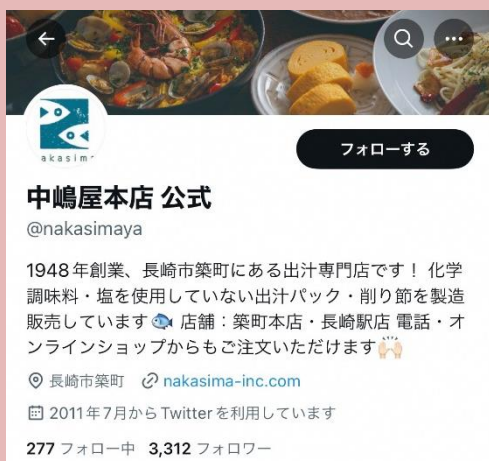 akasim
フォローする
中嶋屋本店 公式
@nakasimaya
1948年創業、長崎市築町にある出汁専門店です！ 化学
調味料・塩を使用していない出汁パック・削り節を製造
販売しています🐟 店舗：築町本店・長崎駅店 電話・オ
ンラインショップからもご注文いただけます🙌🏻
長崎市築町 nakasima-inc.com
2011年7月からTwitterを利用しています
277 フォロー中 3,312 フォロワー